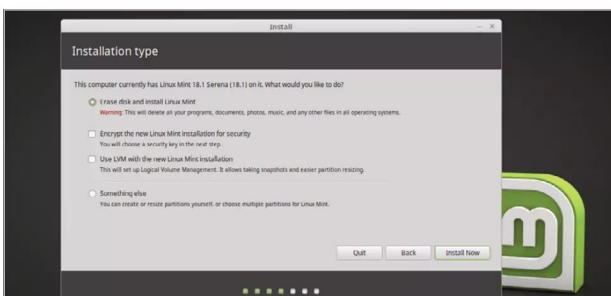 Install
Installation type
This computer currently has Linux Mint 18.1 Serena (18.1) on it. What would you like to do?
Erase disk and install Linux Mint
Warning: This will delete all your programs, documents, photos, music, and any other files in all operating systems.
Encrypt the new Linux Mint installation for security
You will choose a security key in the next step.
Use LVM with the new Linux Mint installation
This will set up Logical Volume Management. It allows taking snapshots and easier partition resizing.
Something else
You can create or resize partitions yourself, or choose multiple partitions for Linux Mint.
Quit Back Install Now